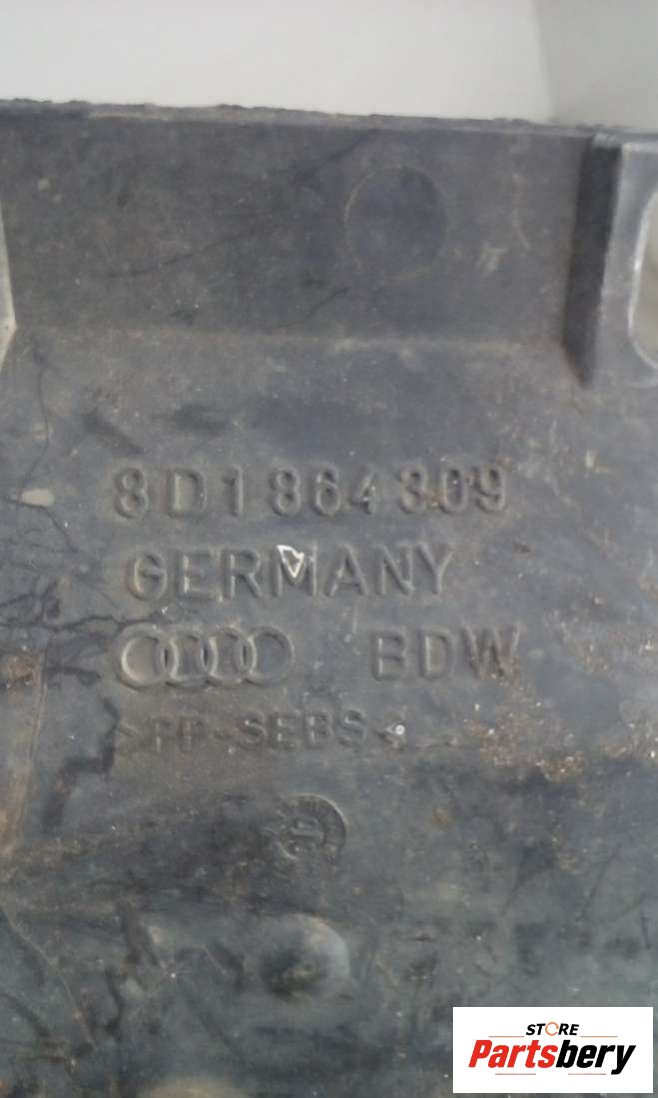 8D1 864 309
GERMANY
BDW
>PP-SEBS<
STORE
Partsbery